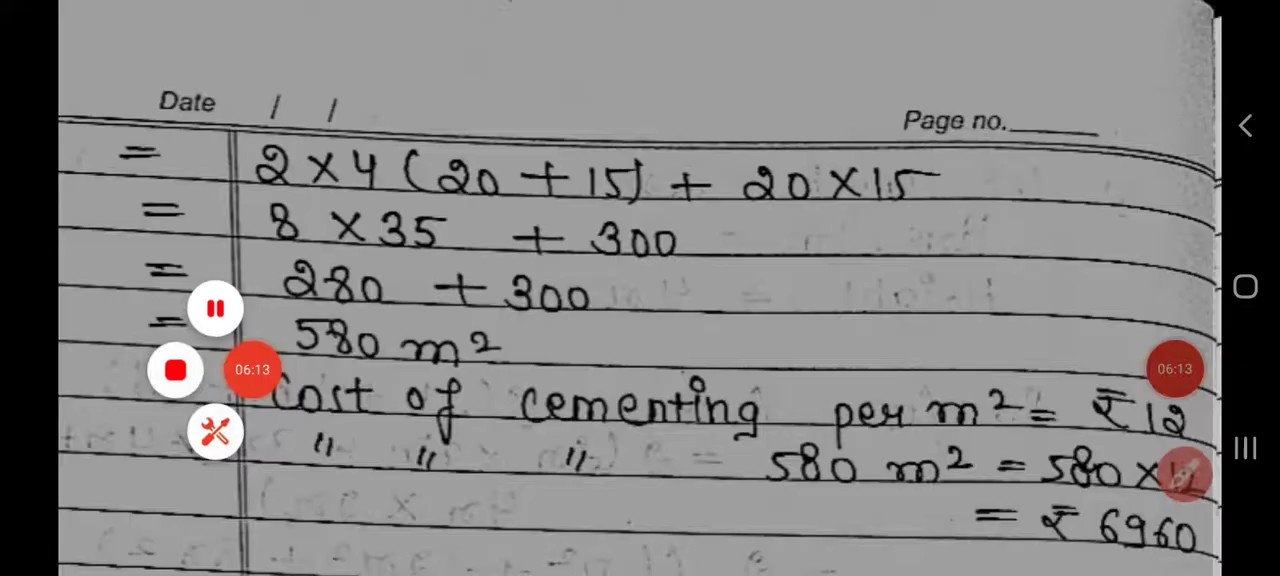 Date / /
Page no.
= 2 × 4 (20 + 15) + 20 × 15
= 8 × 35 + 300
= 280 + 300
= 580 m²
06:13
06:13
Cost of cementing per m² = ₹ 12
" " " 580 m² = 580 ×
= ₹ 6960